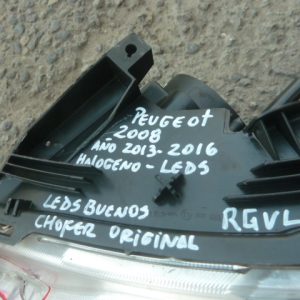 PEUGEOT
-2008
AÑO 2013-2016
HALOGENO-LEDS
LEDS BUENOS
CHOFER ORIGINAL
RGVL